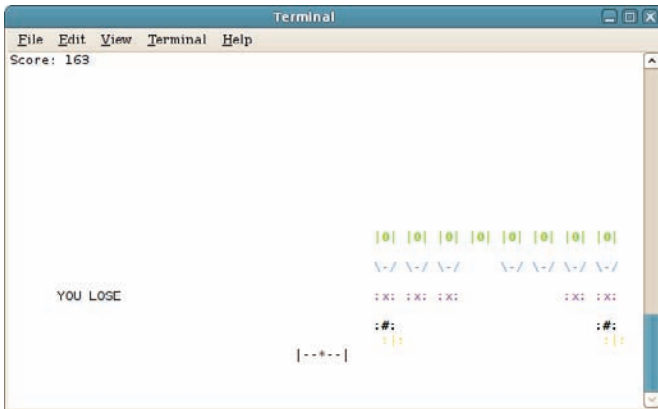 Terminal
File Edit View Terminal Help
Score: 163
|0| |0| |0| |0| |0| |0| |0| |0|
\-/ \-/ \-/ \-/ \-/ \-/ \-/
YOU LOSE :x: :x: :x: :x: :x:
:#: :#:
:|: :|:
|--*--|